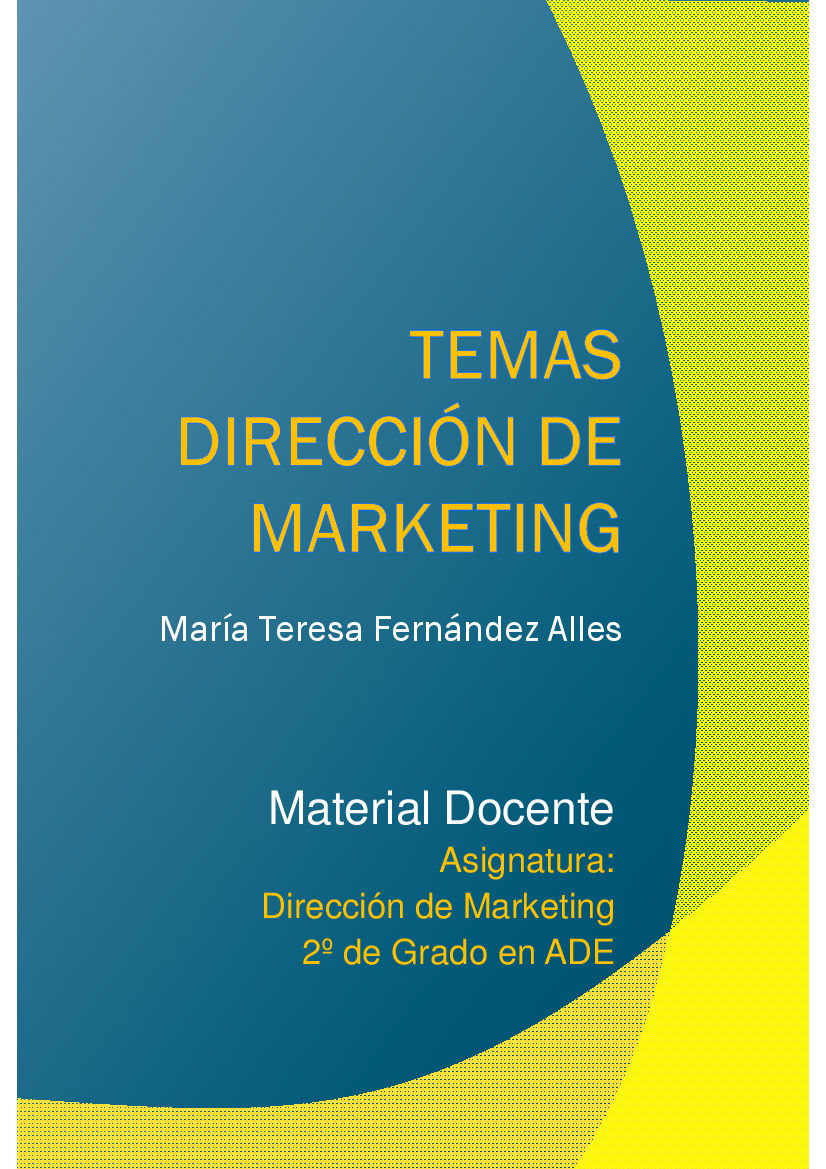 TEMAS
DIRECCIÓN DE
MARKETING
María Teresa Fernández Alles
Material Docente
Asignatura:
Dirección de Marketing
2º de Grado en ADE